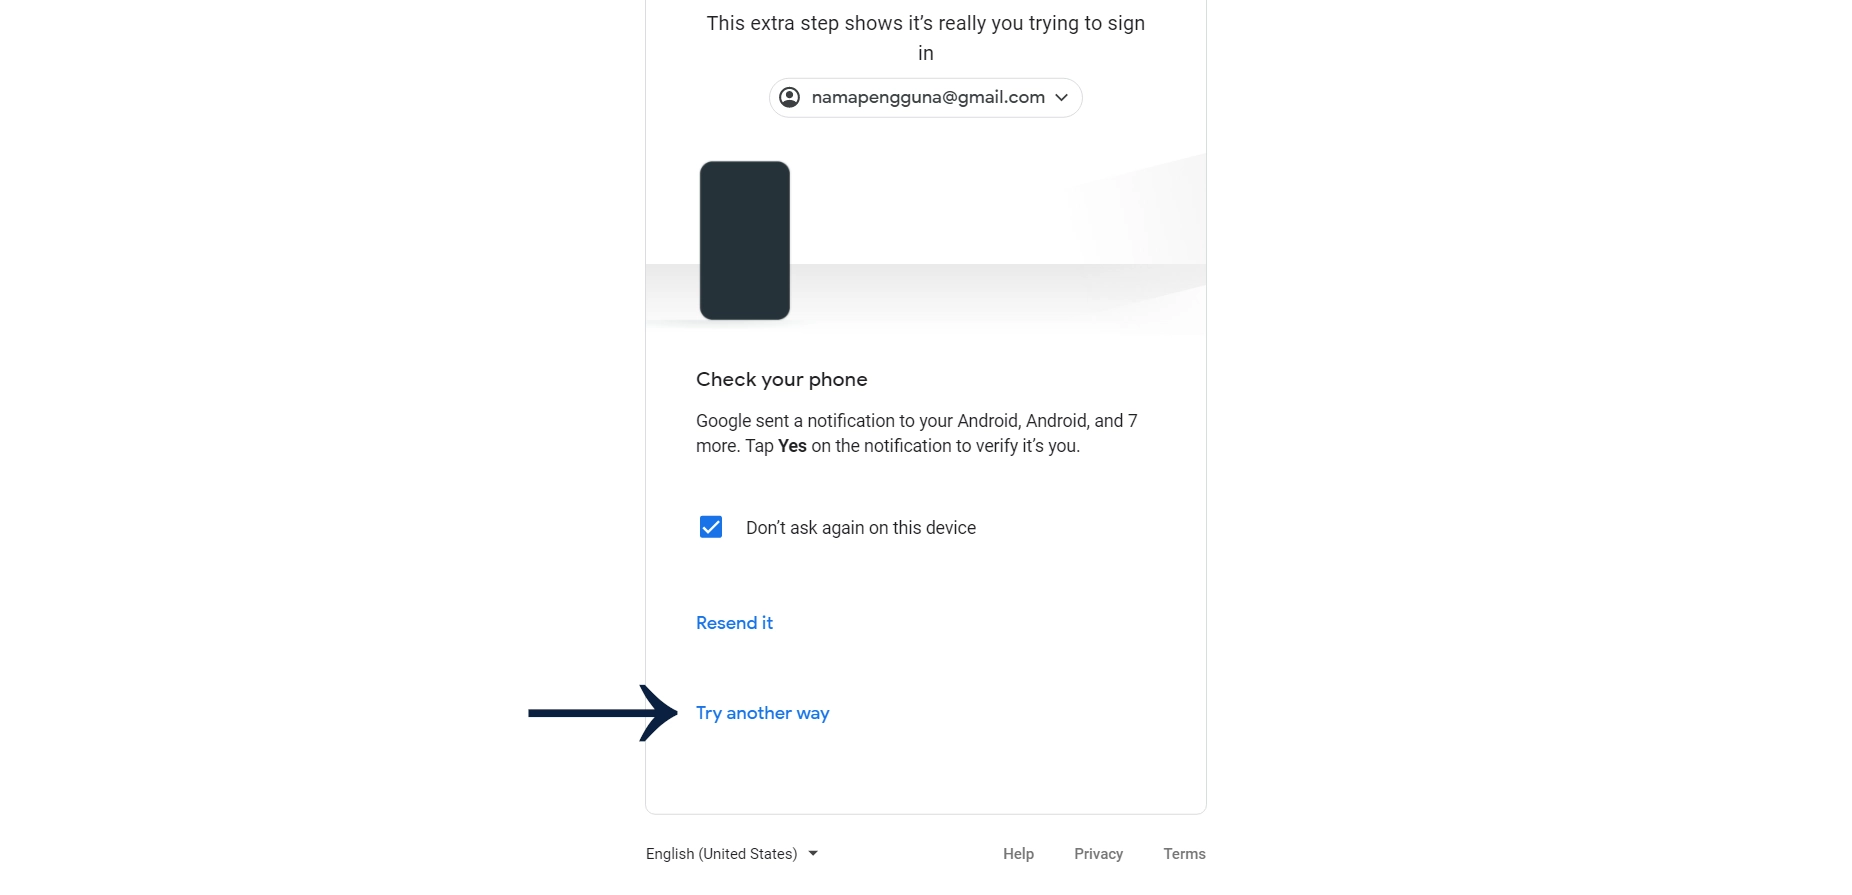 This extra step shows it’s really you trying to sign
in
namapengguna@gmail.com
Check your phone
Google sent a notification to your Android, Android, and 7
more. Tap Yes on the notification to verify it’s you.
Don’t ask again on this device
Resend it
Try another way
English (United States)
Help
Privacy
Terms